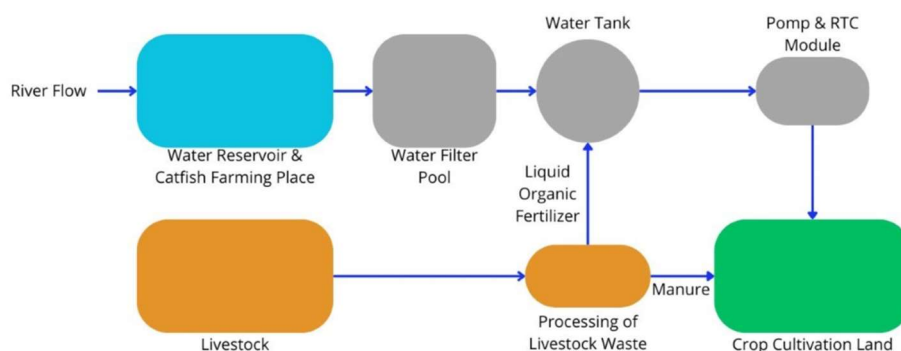 Water Tank
Pomp & RTC
Module
River Flow
Water Reservoir &
Catfish Farming Place
Water Filter
Pool
Liquid
Organic
Fertilizer
Manure
Livestock
Processing of
Livestock Waste
Crop Cultivation Land